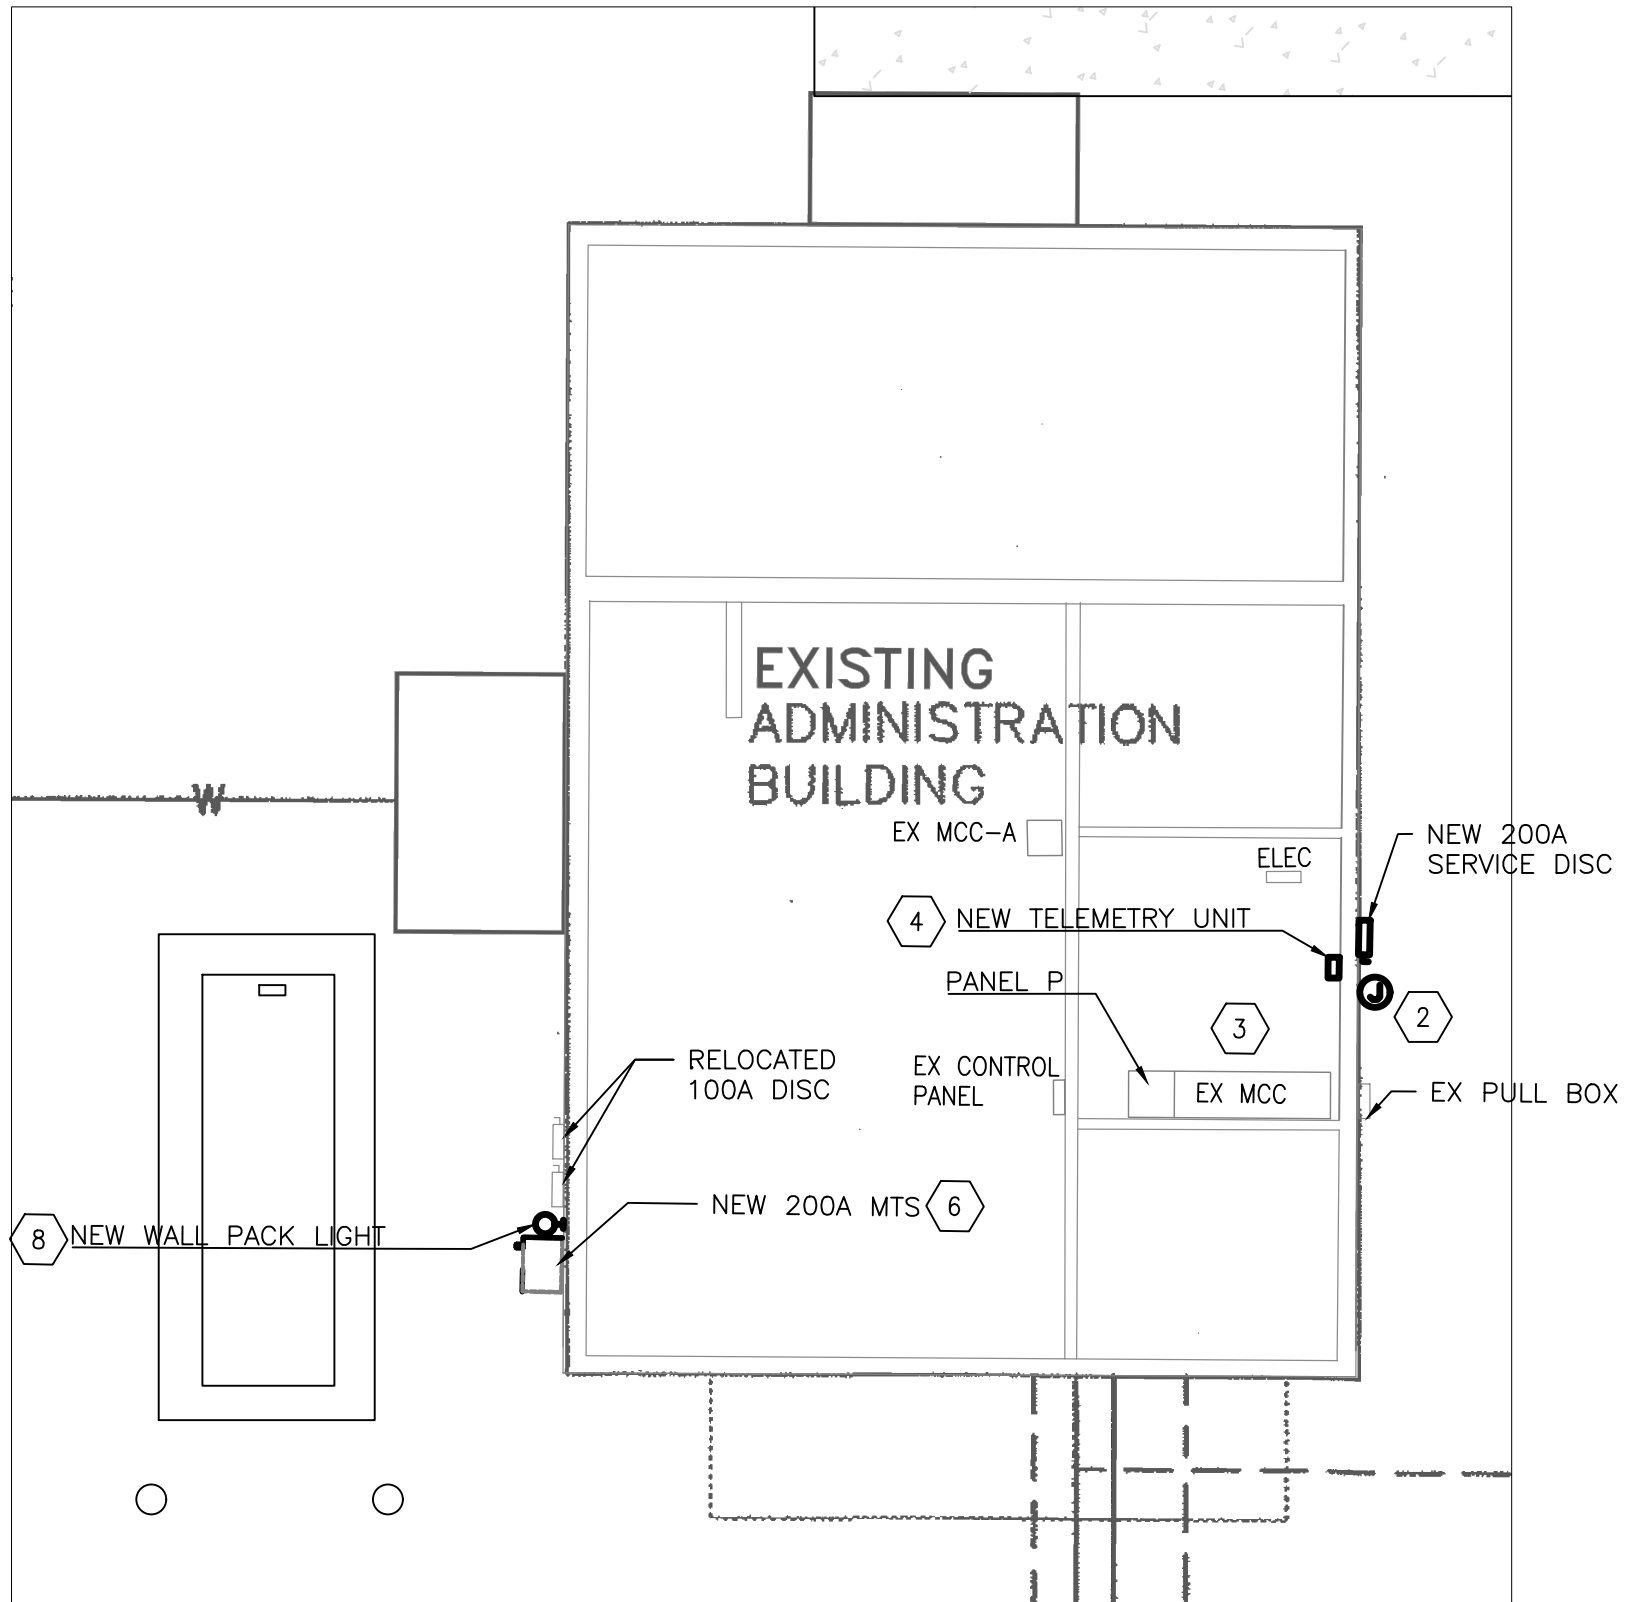 EXISTING
ADMINISTRATION
BUILDING
EX MCC-A
NEW 200A
SERVICE DISC
ELEC
4 NEW TELEMETRY UNIT
PANEL P
J
2
3
RELOCATED
100A DISC
EX CONTROL
PANEL
EX MCC
EX PULL BOX
NEW 200A MTS 6
8 NEW WALL PACK LIGHT
W